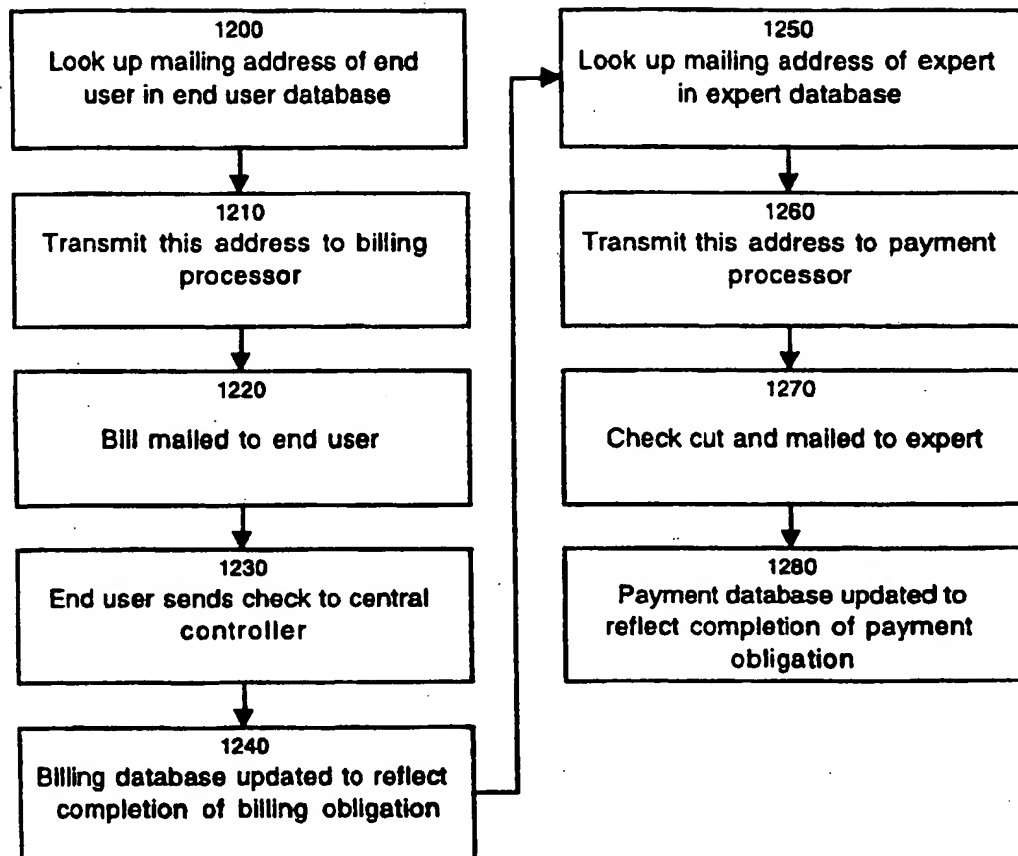 1200
Look up mailing address of end
user in end user database
1210
Transmit this address to billing
processor
1220
Bill mailed to end user
1230
End user sends check to central
controller
1240
Billing database updated to reflect
completion of billing obligation
1250
Look up mailing address of expert
in expert database
1260
Transmit this address to payment
processor
1270
Check cut and mailed to expert
1280
Payment database updated to
reflect completion of payment
obligation